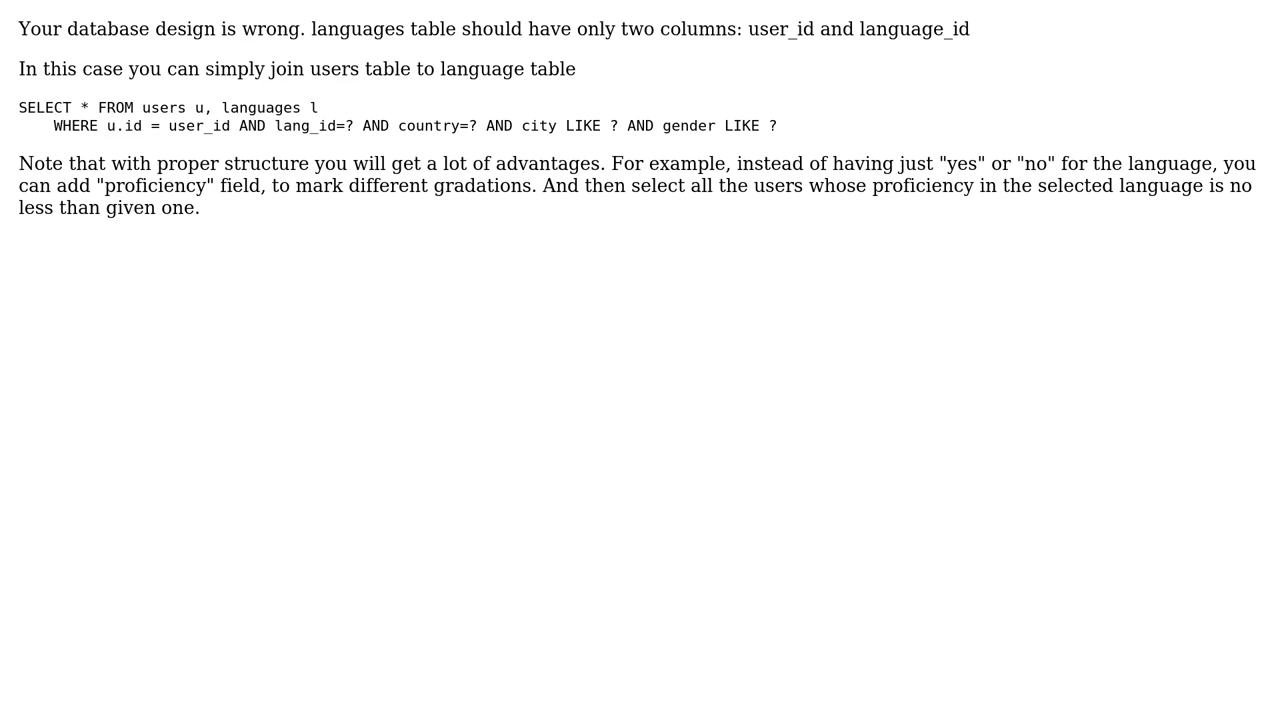 Your database design is wrong. languages table should have only two columns: user_id and language_id
In this case you can simply join users table to language table
SELECT * FROM users u, languages l
    WHERE u.id = user_id AND lang_id=? AND country=? AND city LIKE ? AND gender LIKE ?
Note that with proper structure you will get a lot of advantages. For example, instead of having just "yes" or "no" for the language, you
can add "proficiency" field, to mark different gradations. And then select all the users whose proficiency in the selected language is no
less than given one.